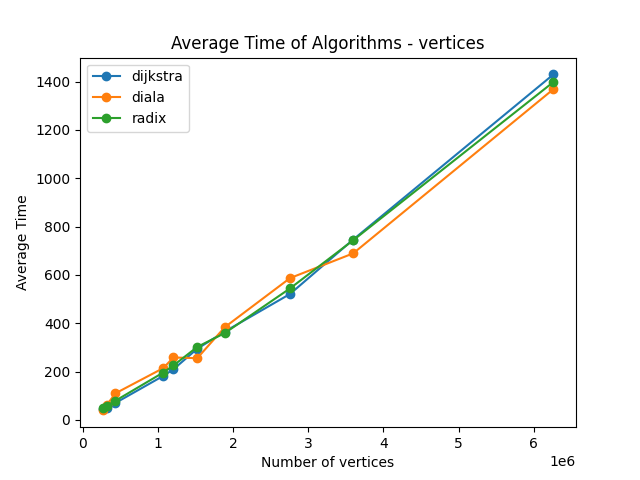 Average Time of Algorithms - vertices
dijkstra
diala
radix
1400
1200
1000
800
600
400
200
0
Average Time
0 1 2 3 4 5 6
1e6
Number of vertices